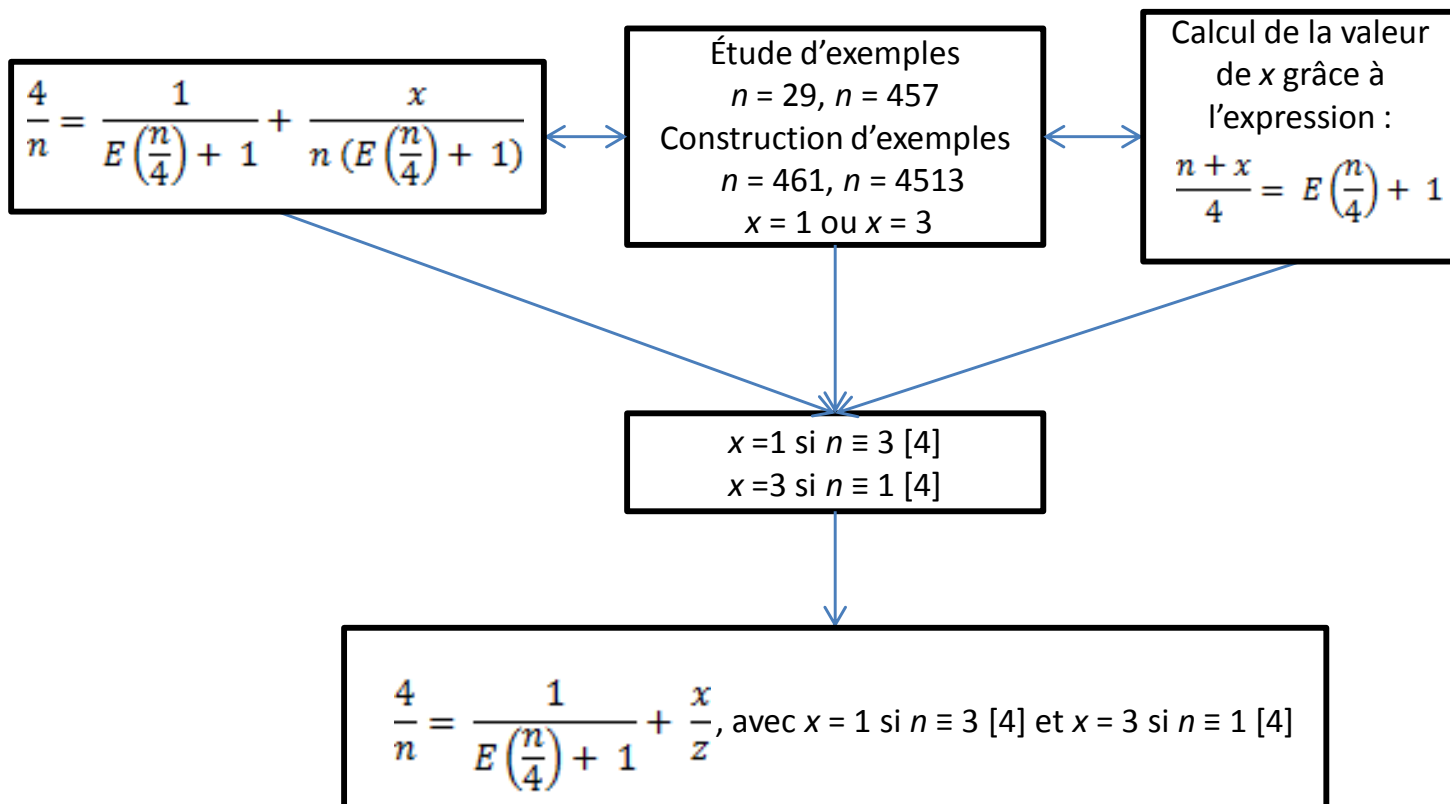 4/n = 1/(E(n/4) + 1) + x/(n (E(n/4) + 1))
Étude d’exemples
n = 29, n = 457
Construction d’exemples
n = 461, n = 4513
x = 1 ou x = 3
Calcul de la valeur
de x grâce à
l’expression :
(n + x)/4 = E(n/4) + 1
x =1 si n ≡ 3 [4]
x =3 si n ≡ 1 [4]
4/n = 1/(E(n/4) + 1) + x/z, avec x = 1 si n ≡ 3 [4] et x = 3 si n ≡ 1 [4]